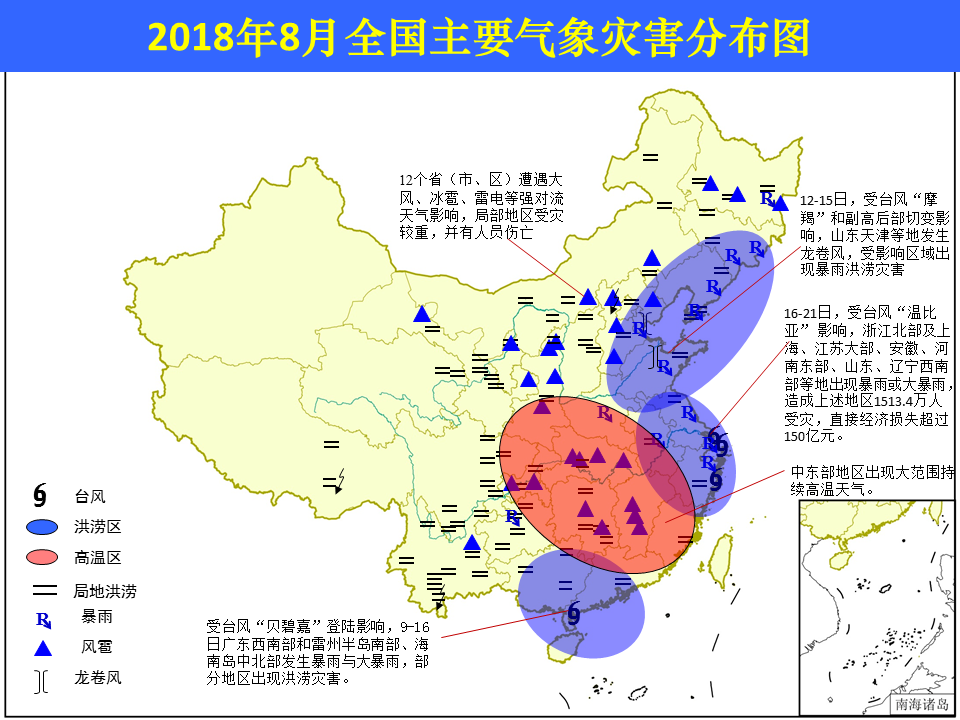 2018年8月全国主要气象灾害分布图
12个省（市、区）遭遇大
风、冰雹、雷电等强对流
天气影响，局部地区受灾
较重，并有人员伤亡
12-15日，受台风“摩
羯”和副高后部切变影
响，山东天津等地发生
龙卷风，受影响区域出
现暴雨洪涝灾害
16-21日，受台风“温比
亚” 影响，浙江北部及上
海、江苏大部、安徽、河
南东部、山东、辽宁西南
部等地出现暴雨或大暴雨，
造成上述地区1513.4万人
受灾，直接经济损失超过
150亿元。
中东部地区出现大范围持
续高温天气。
台风
洪涝区
高温区
局地洪涝
暴雨
风雹
龙卷风
受台风“贝碧嘉”登陆影响，9-16
日广东西南部和雷州半岛南部、海
南岛中北部发生暴雨与大暴雨，部
分地区出现洪涝灾害。
南海诸岛